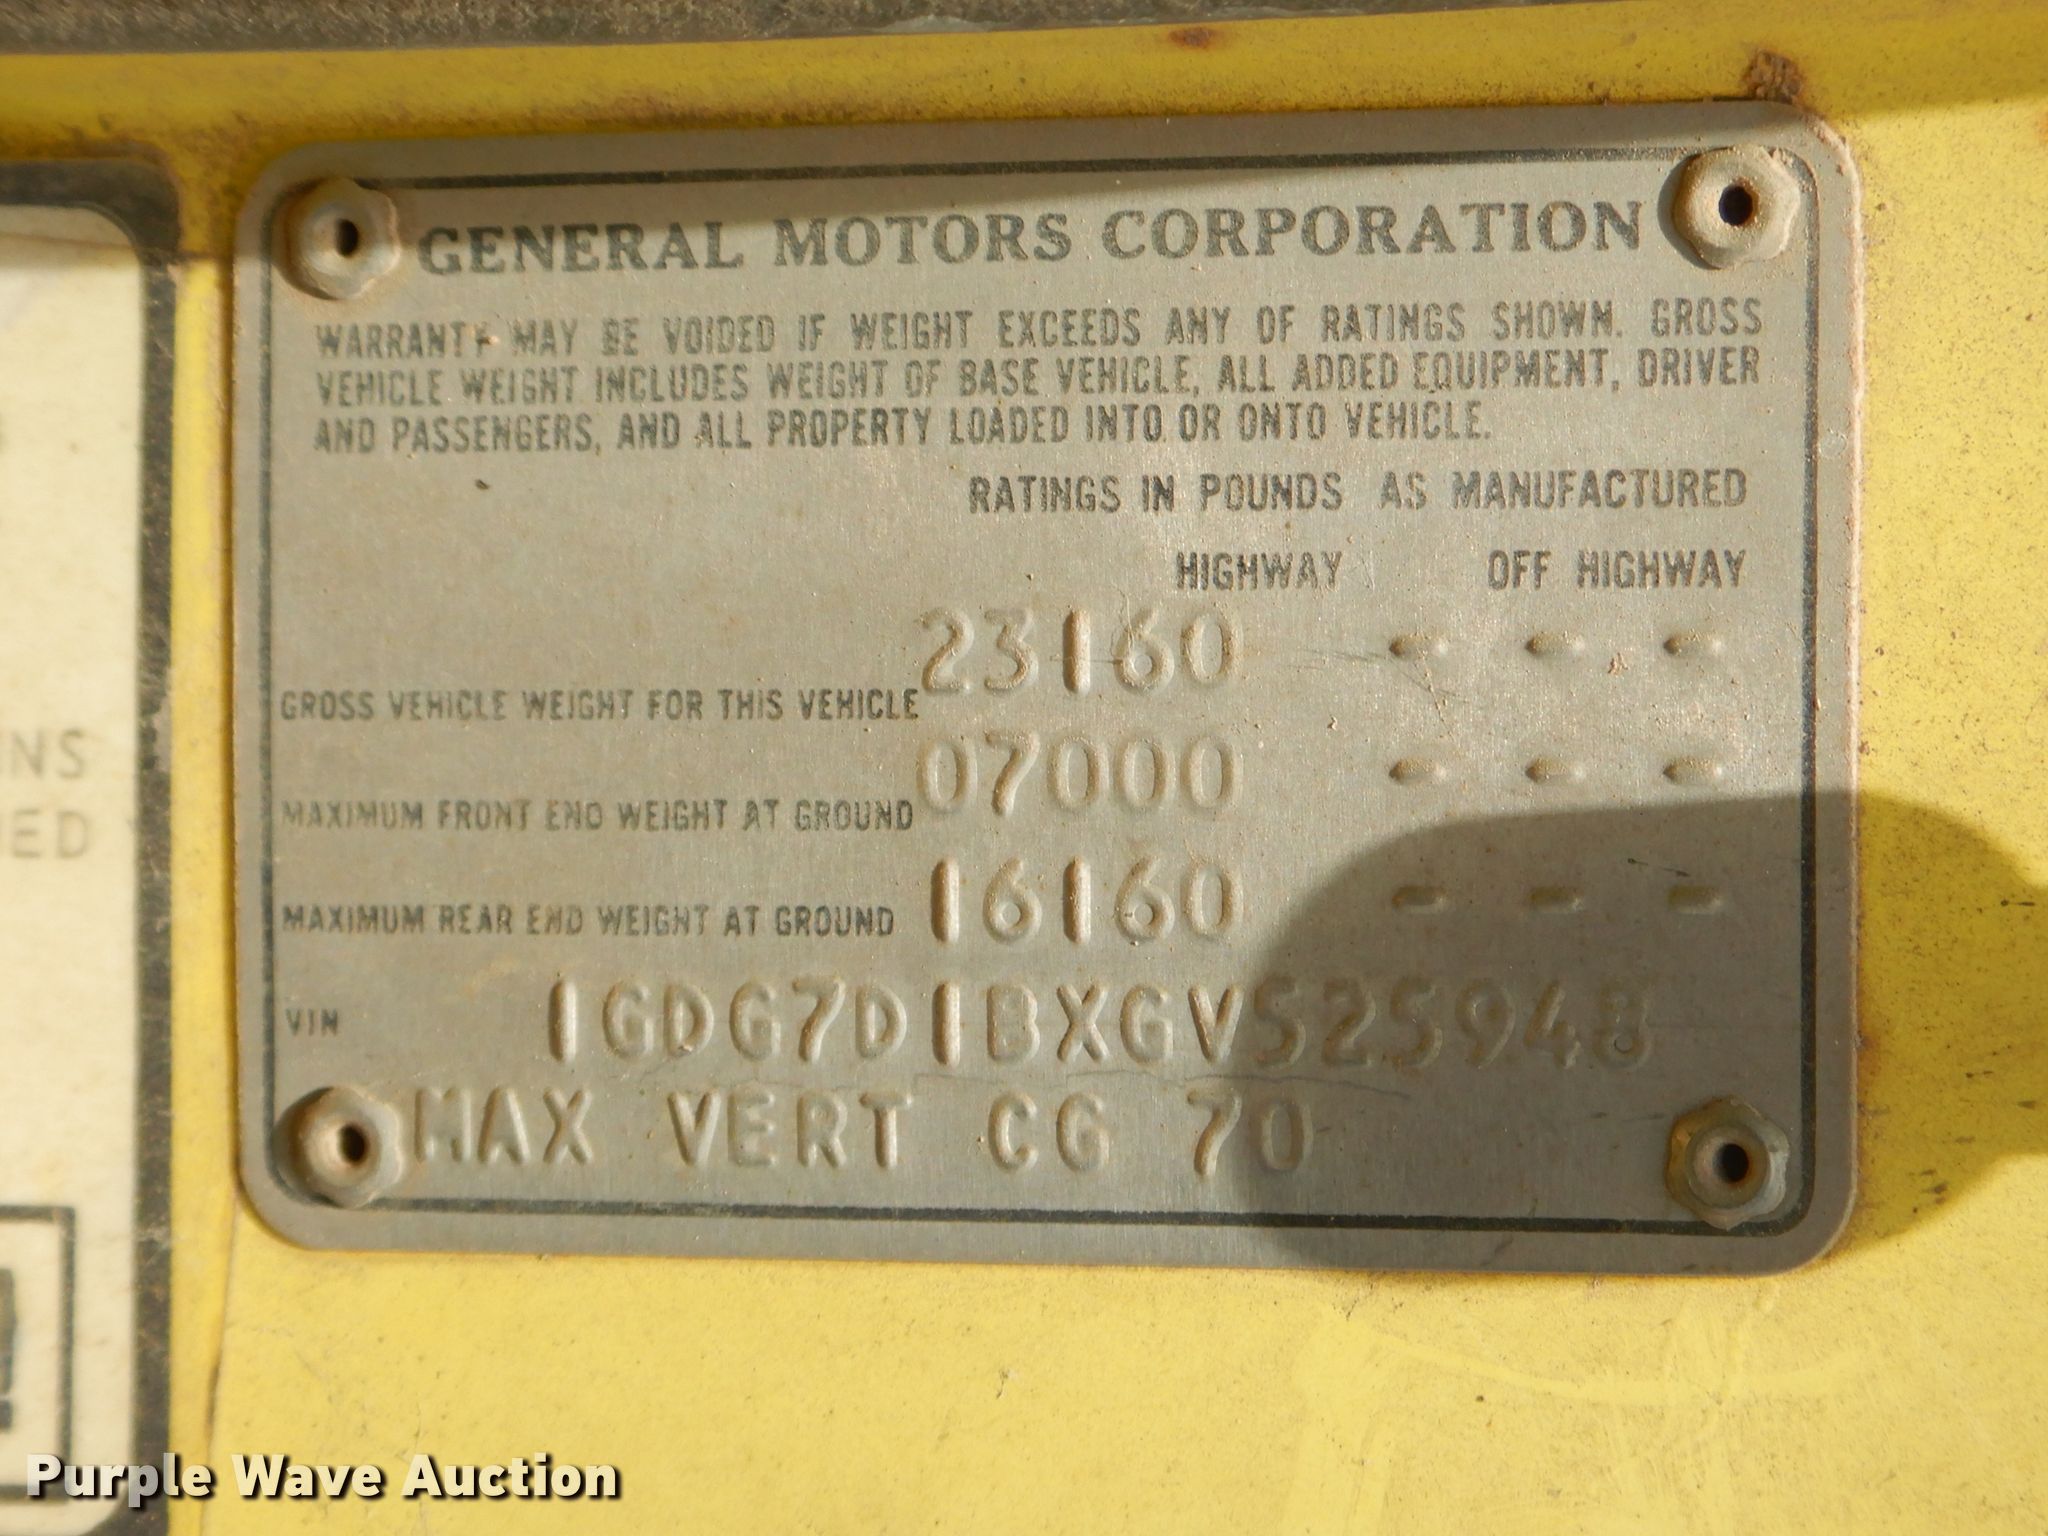 GENERAL MOTORS CORPORATION
WARRANTY MAY BE VOIDED IF WEIGHT EXCEEDS ANY OF RATINGS SHOWN. GROSS
VEHICLE WEIGHT INCLUDES WEIGHT OF BASE VEHICLE, ALL ADDED EQUIPMENT, DRIVER
AND PASSENGERS, AND ALL PROPERTY LOADED INTO OR ONTO VEHICLE.
RATINGS IN POUNDS AS MANUFACTURED
HIGHWAY OFF HIGHWAY
GROSS VEHICLE WEIGHT FOR THIS VEHICLE 23160 - - -
MAXIMUM FRONT END WEIGHT AT GROUND 07000 - - -
MAXIMUM REAR END WEIGHT AT GROUND 16160 - - -
VIN 1GDG7D1BXGV525948
MAX VERT CG 70
Purple Wave Auction